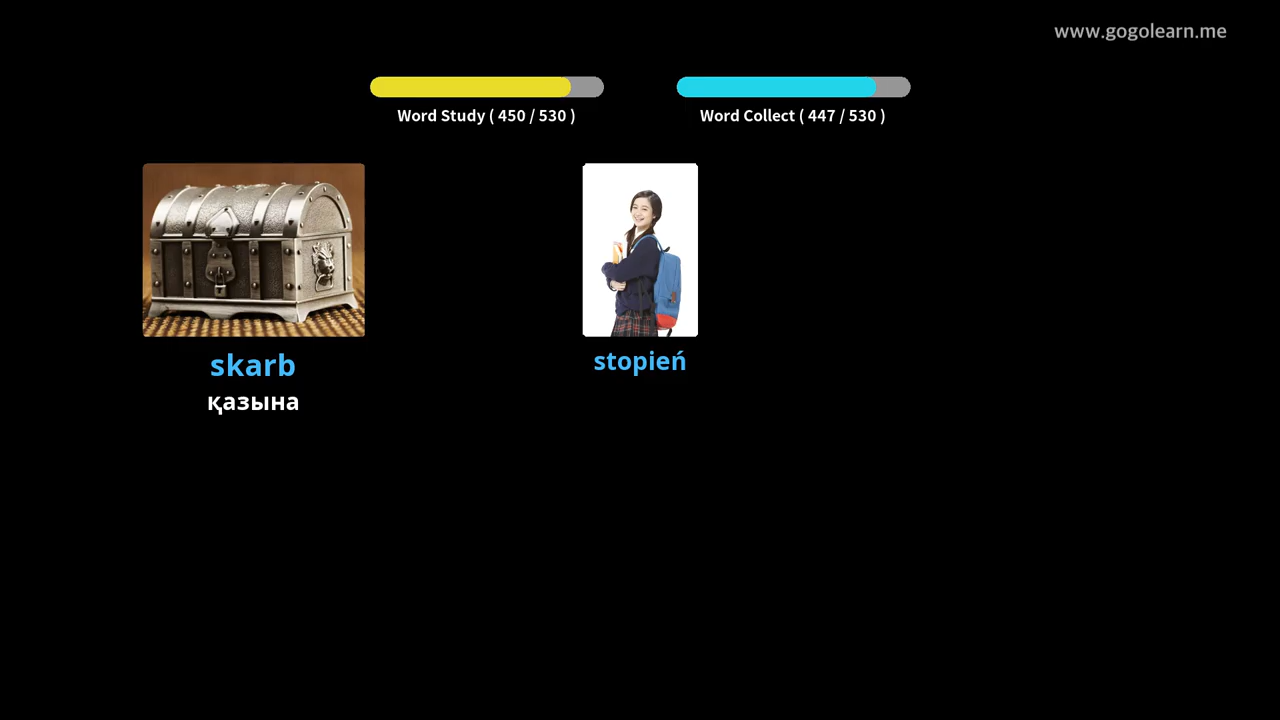 www.gogolearn.me
Word Study ( 450 / 530 )
Word Collect ( 447 / 530 )
skarb
қазына
stopień